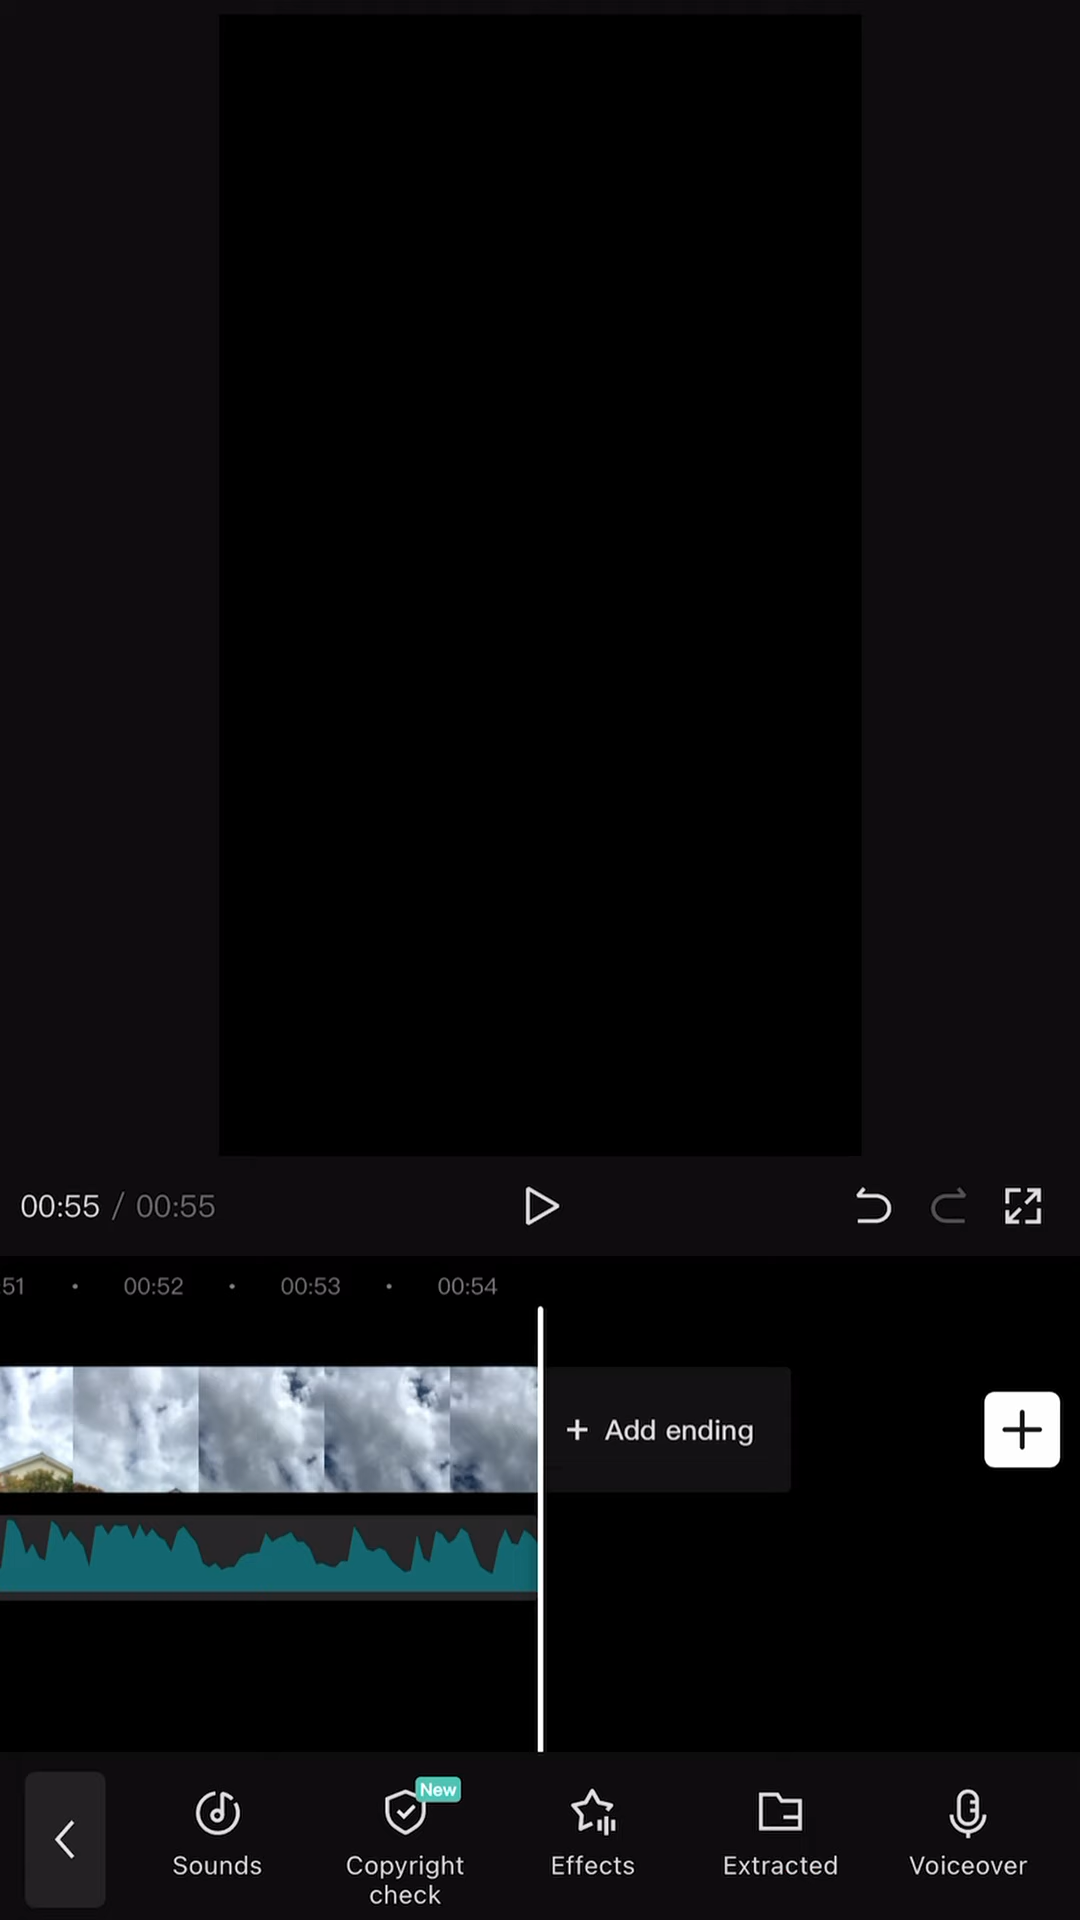 00:55 / 00:55
51 • 00:52 • 00:53 • 00:54
+ Add ending
New
Sounds
Copyright
check
Effects
Extracted
Voiceover